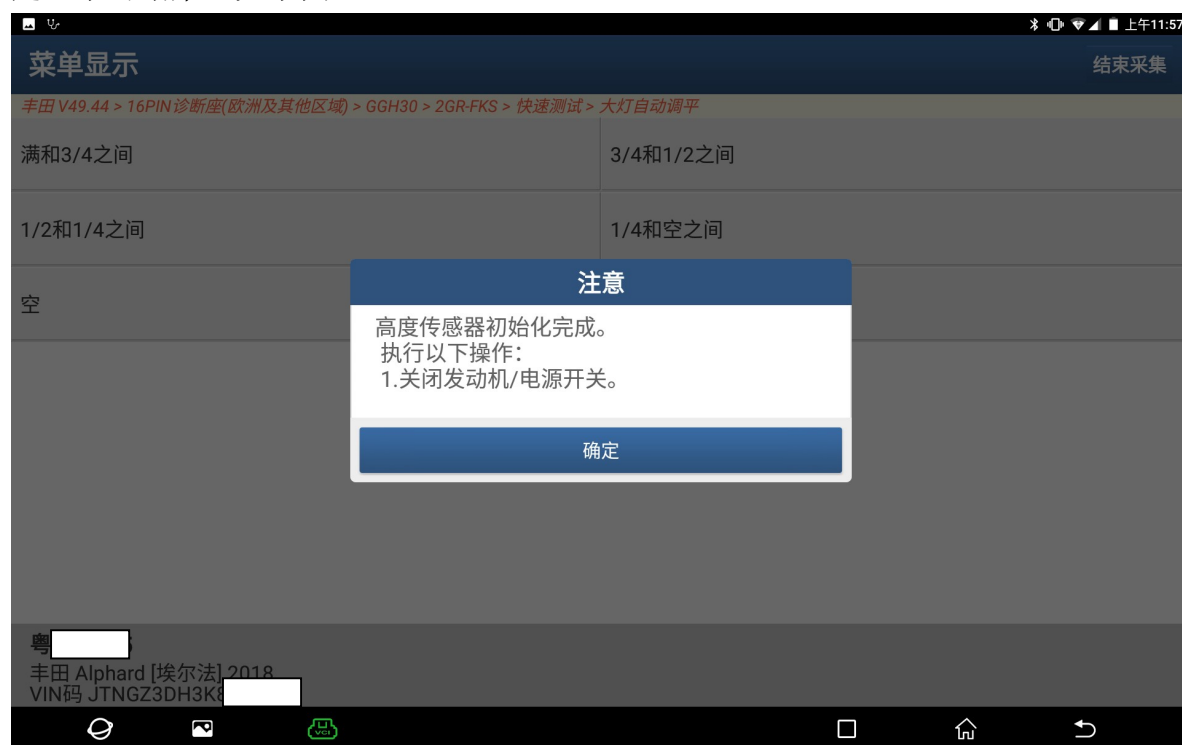 上午11:57
菜单显示
结束采集
丰田 V49.44 > 16PIN诊断座(欧洲及其他区域) > GGH30 > 2GR-FKS > 快速测试 > 大灯自动调平
满和3/4之间
3/4和1/2之间
1/2和1/4之间
1/4和空之间
空
注意
高度传感器初始化完成。
执行以下操作:
1.关闭发动机/电源开关。
确定
粤
丰田 Alphard [埃尔法] 2018
VIN码 JTNGZ3DH3K
VCI